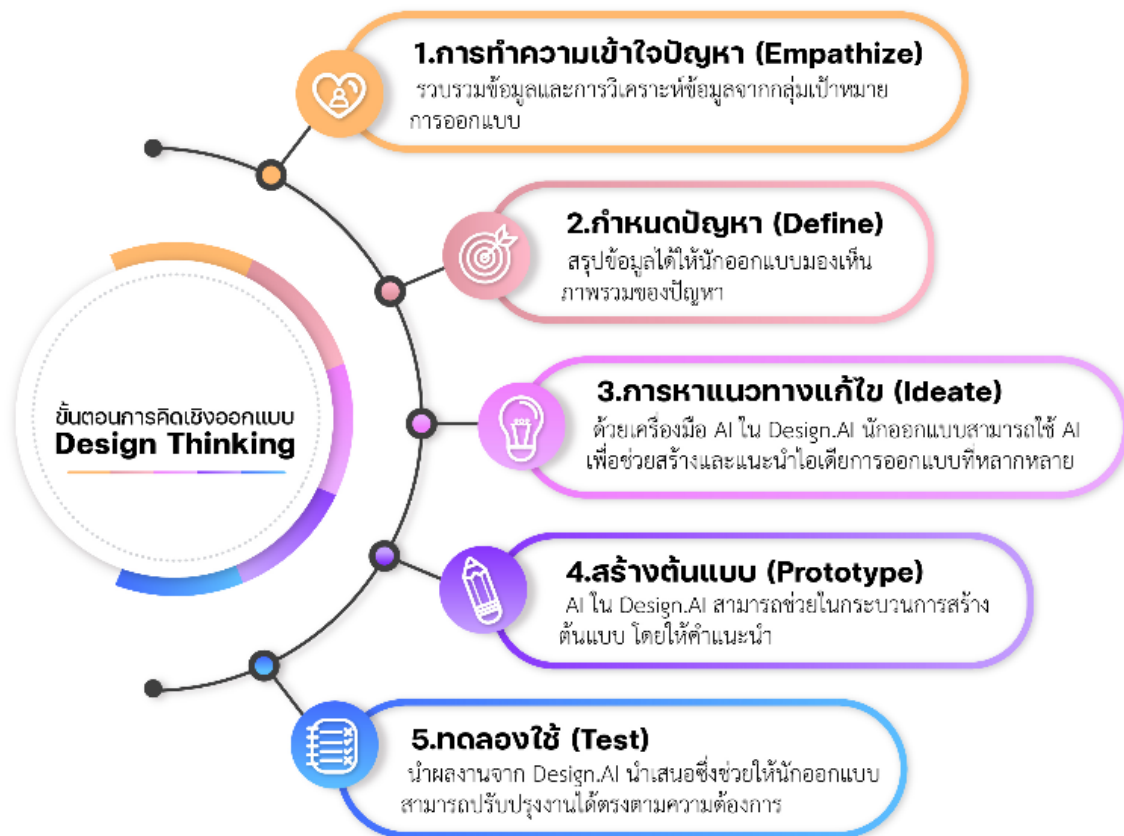 1.การทำความเข้าใจปัญหา (Empathize)
รวบรวมข้อมูลและการวิเคราะห์ข้อมูลจากกลุ่มเป้าหมาย
การออกแบบ
2.กำหนดปัญหา (Define)
สรุปข้อมูลได้ให้นักออกแบบมองเห็น
ภาพรวมของปัญหา
ขั้นตอนการคิดเชิงออกแบบ
Design Thinking
3.การหาแนวทางแก้ไข (Ideate)
ด้วยเครื่องมือ AI ใน Design.AI นักออกแบบสามารถใช้ AI
เพื่อช่วยสร้างและแนะนำไอเดียการออกแบบที่หลากหลาย
4.สร้างต้นแบบ (Prototype)
AI ใน Design.AI สามารถช่วยในกระบวนการสร้าง
ต้นแบบ โดยให้คำแนะนำ
5.ทดลองใช้ (Test)
นำผลงานจาก Design.AI นำเสนอซึ่งช่วยให้นักออกแบบ
สามารถปรับปรุงงานได้ตรงตามความต้องการ